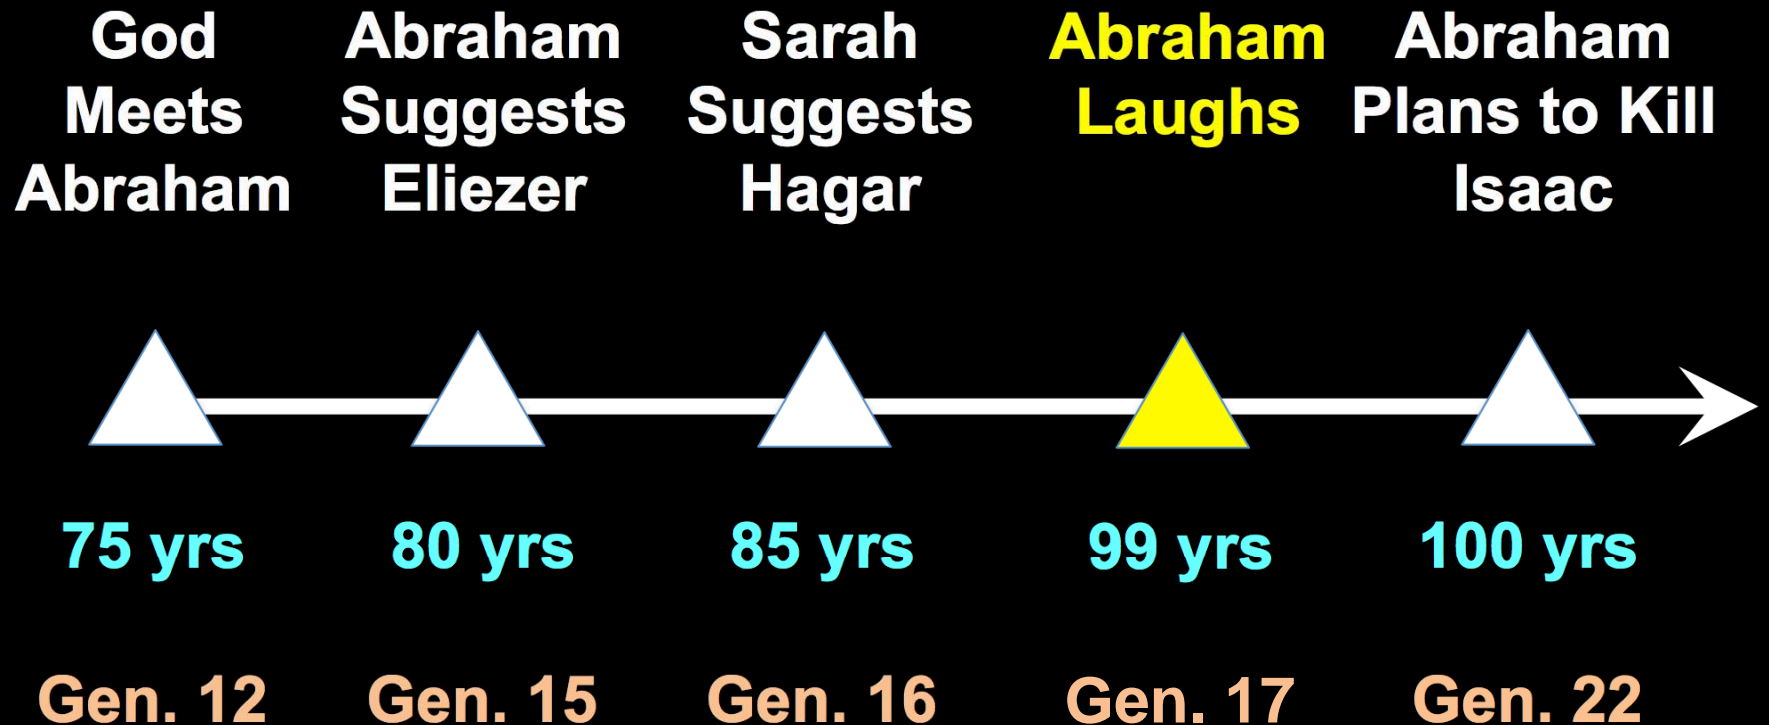 God
Meets
Abraham
Abraham
Suggests
Eliezer
Sarah
Suggests
Hagar
Abraham
Laughs
Abraham
Plans to Kill
Isaac
75 yrs
80 yrs
85 yrs
99 yrs
100 yrs
Gen. 12
Gen. 15
Gen. 16
Gen. 17
Gen. 22